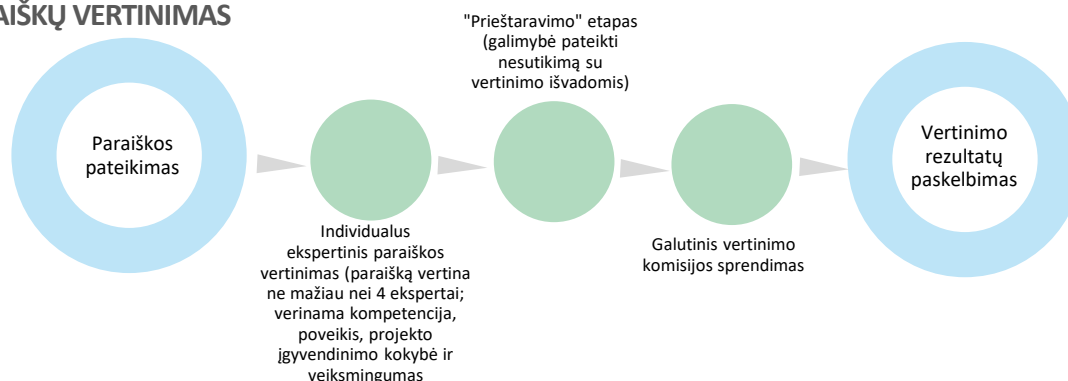 AIŠKŲ VERTINIMAS
Paraiškos
pateikimas
Individualus
ekspertinis paraiškos
vertinimas (paraišką vertina
ne mažiau nei 4 ekspertai;
verinama kompetencija,
poveikis, projekto
įgyvendinimo kokybė ir
veiksmingumas
"Prieštaravimo" etapas
(galimybė pateikti
nesutikimą su
vertinimo išvadomis)
Galutinis vertinimo
komisijos sprendimas
Vertinimo
rezultatų
paskelbimas